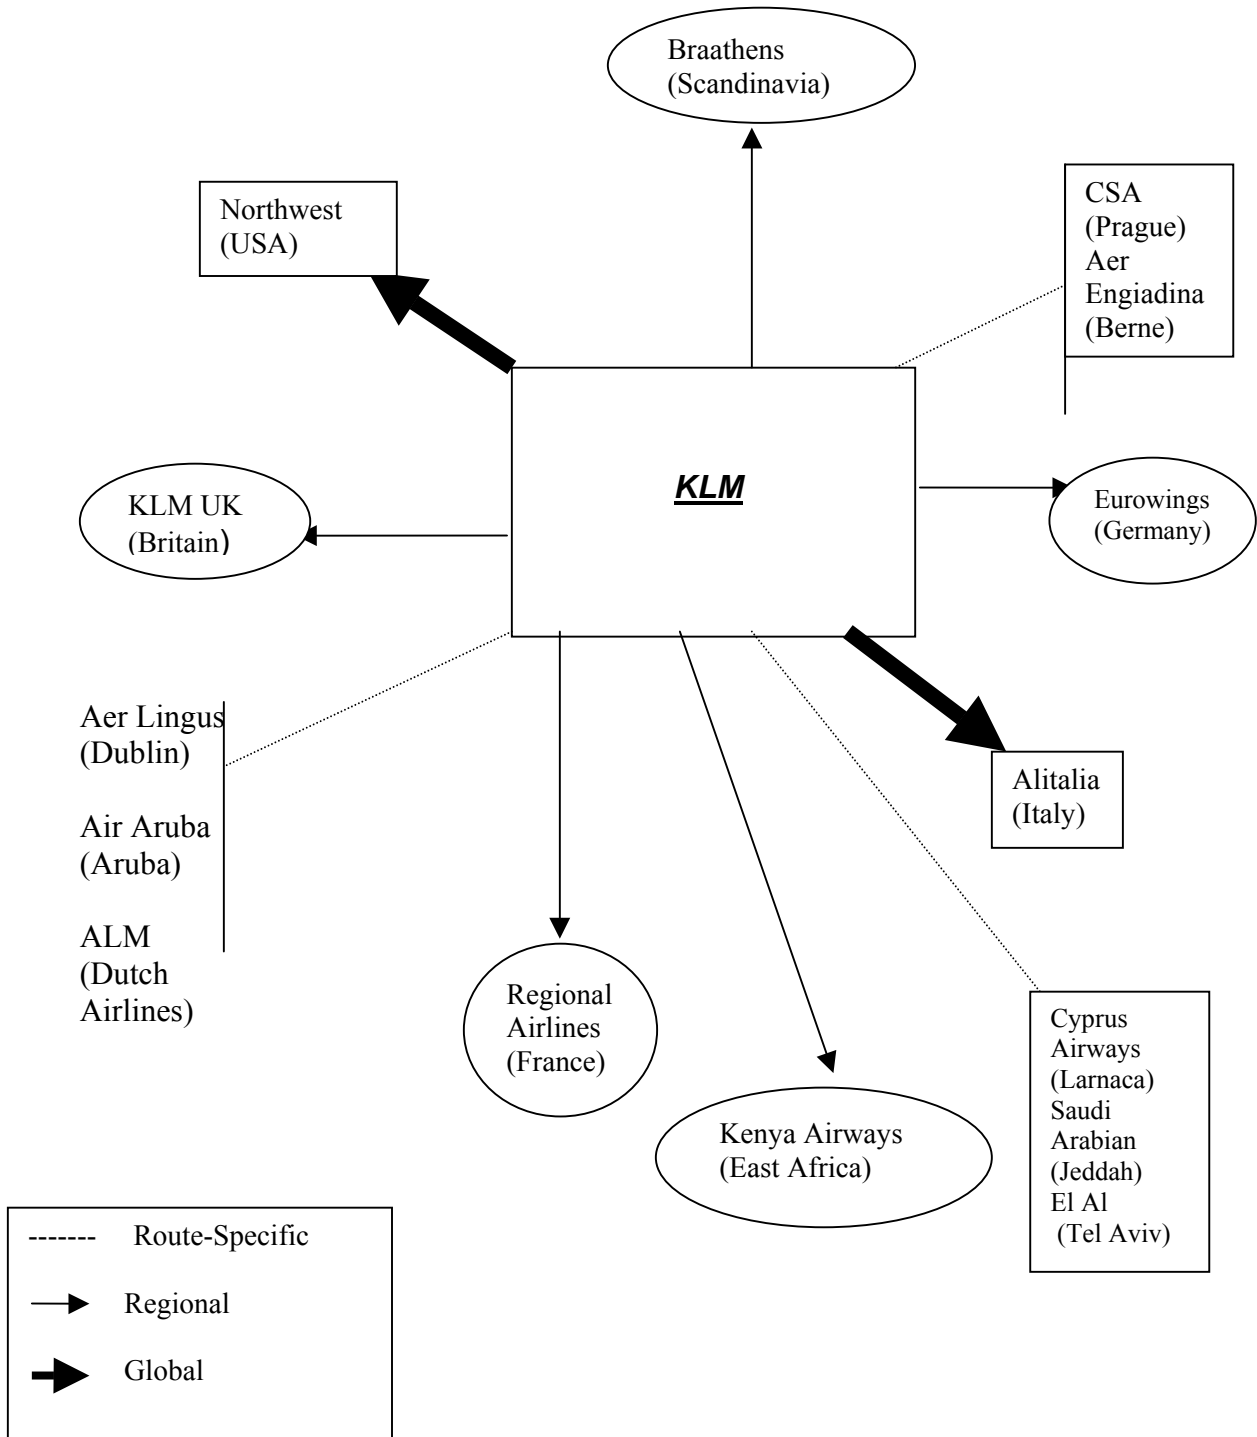 Braathens
(Scandinavia)
Northwest
(USA)
CSA
(Prague)
Aer
Engiadina
(Berne)
KLM
KLM UK
(Britain)
Eurowings
(Germany)
Aer Lingus
(Dublin)
Air Aruba
(Aruba)
ALM
(Dutch
Airlines)
Alitalia
(Italy)
Regional
Airlines
(France)
Kenya Airways
(East Africa)
Cyprus
Airways
(Larnaca)
Saudi
Arabian
(Jeddah)
El Al
(Tel Aviv)
Route-Specific
Regional
Global